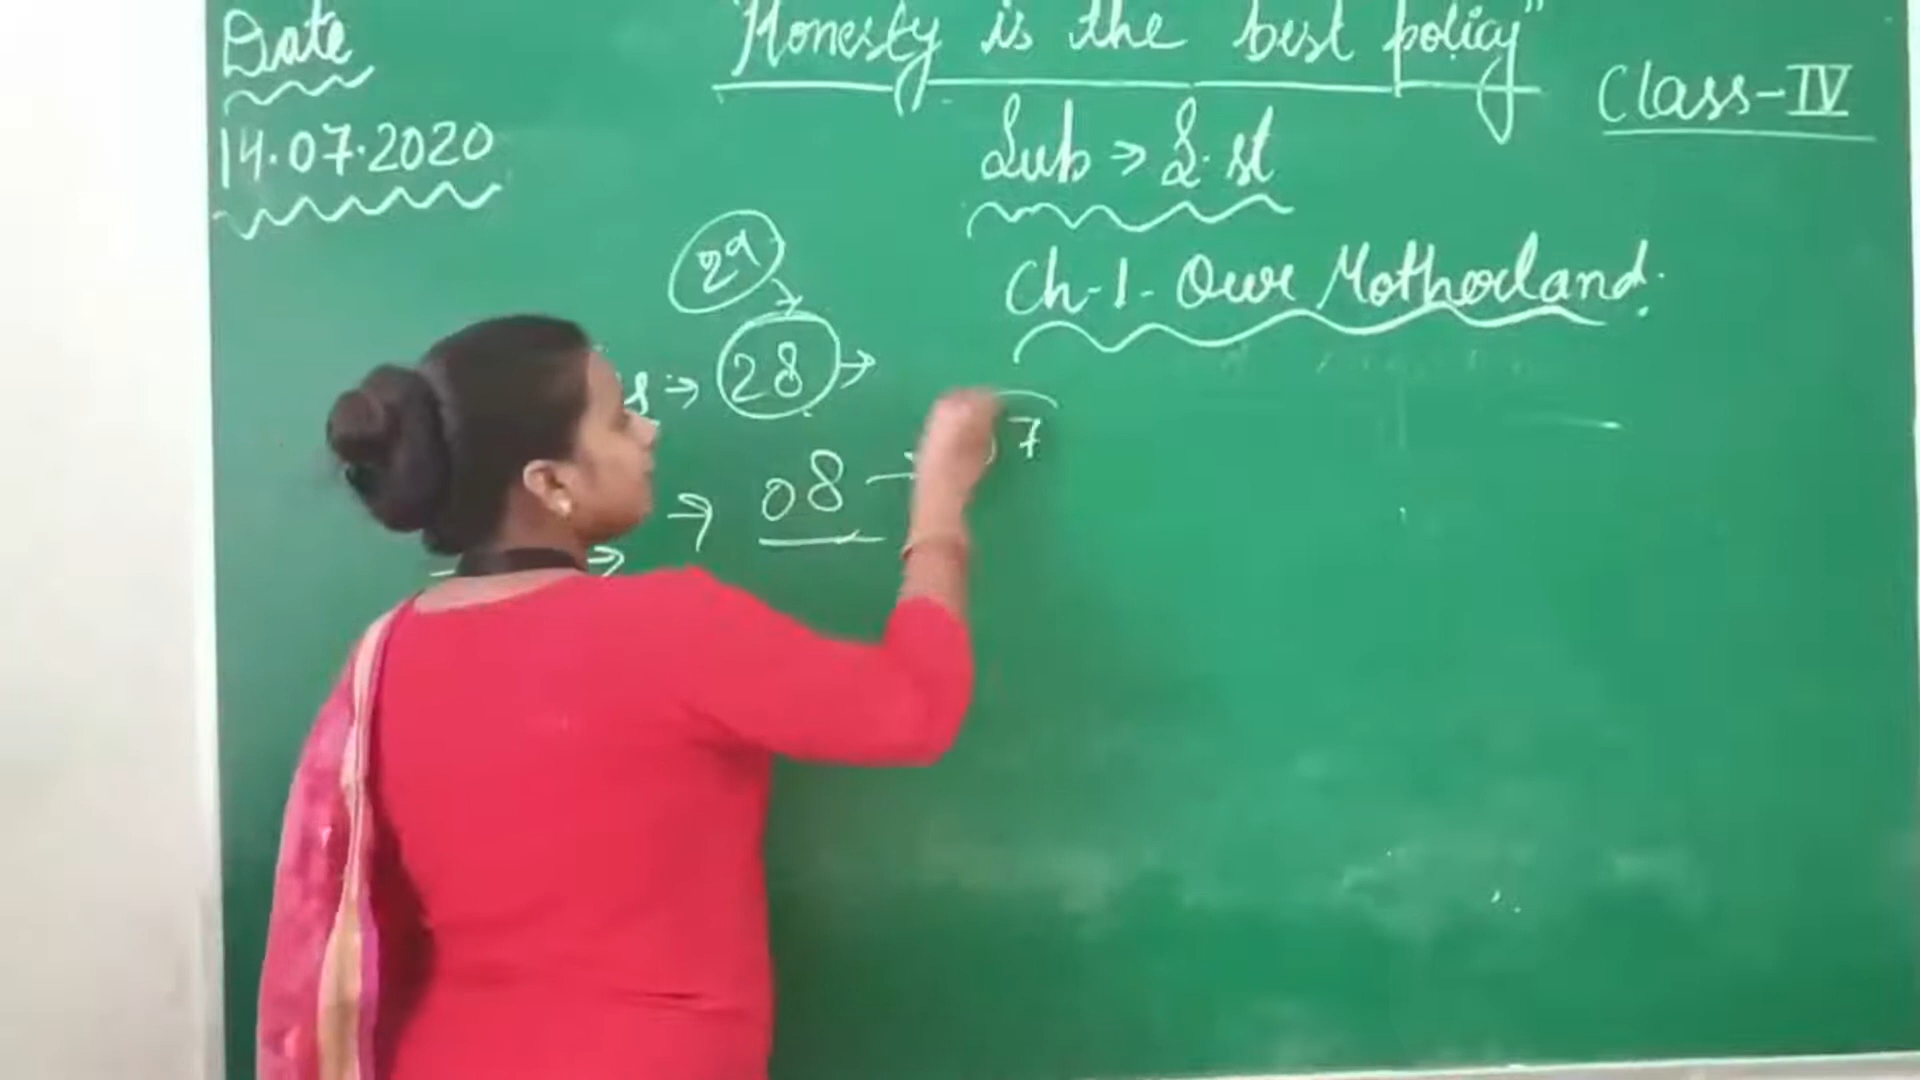 Date
"Honesty is the best policy"
Class-IV
14.07.2020
Sub → S.st
Ch-1- Our Motherland.
29
→ 28 →
→ 08 →
7